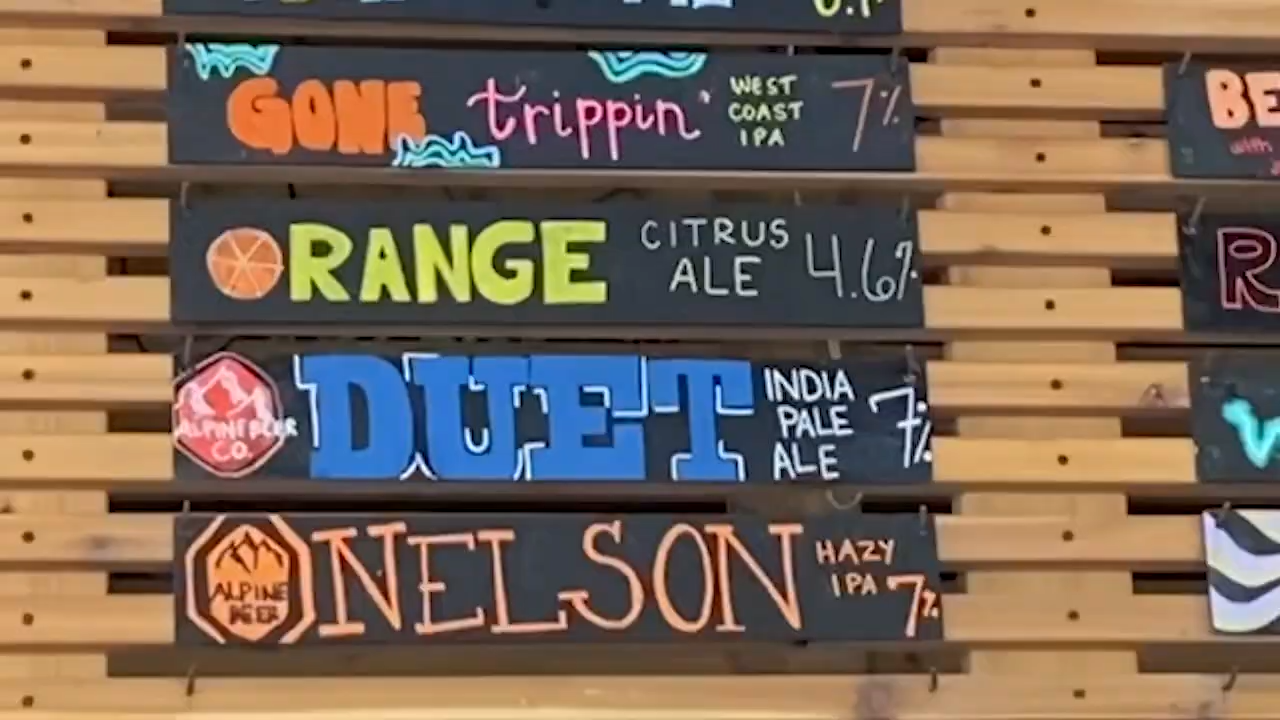 GONE trippin' WEST COAST IPA 7%
ORANGE CITRUS ALE 4.6%
ALPINE BEER CO. DUET INDIA PALE ALE 7%
ALPINE BEER NELSON HAZY IPA 7%
BE
with
R
V